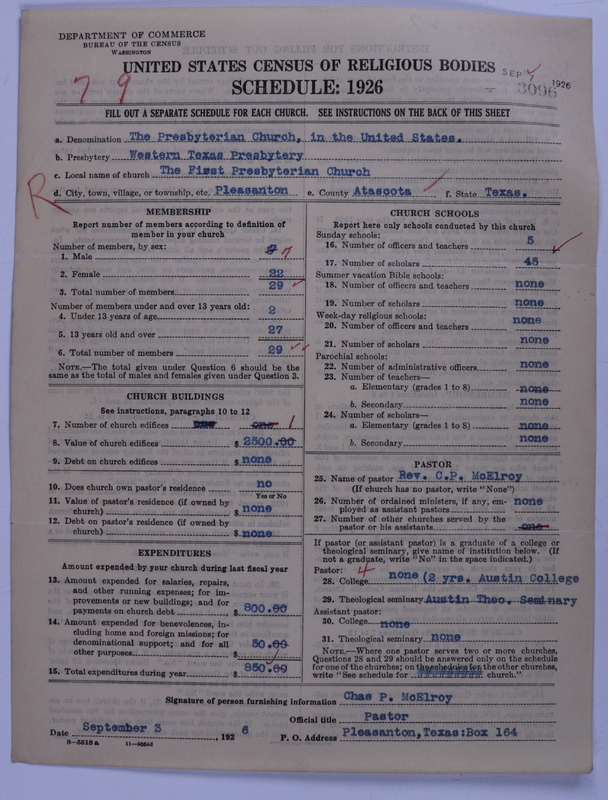 DEPARTMENT OF COMMERCE
BUREAU OF THE CENSUS
WASHINGTON
UNITED STATES CENSUS OF RELIGIOUS BODIES
SCHEDULE: 1926
SEP 7 1926
3096
7 9
FILL OUT A SEPARATE SCHEDULE FOR EACH CHURCH. SEE INSTRUCTIONS ON THE BACK OF THIS SHEET
a. Denomination The Presbyterian Church, in the United States.
b. Presbytery Western Texas Presbytery
c. Local name of church The First Presbyterian Church
R
d. City, town, village, or township, etc. Pleasanton e. County Atascota f. State Texas.
MEMBERSHIP
Report number of members according to definition of
member in your church
Number of members, by sex:
1. Male 7 7
2. Female 22
3. Total number of members 29
Number of members under and over 13 years old:
4. Under 13 years of age 2
5. 13 years old and over 27
6. Total number of members 29
NOTE.—The total given under Question 6 should be
same as the total of males and females given under Question 3.
CHURCH BUILDINGS
See instructions, paragraphs 10 to 12
7. Number of church edifices one 1
8. Value of church edifices $ 2500.00
9. Debt on church edifices $ none
10. Does church own pastor's residence no
Yes or No
11. Value of pastor's residence (if owned by
church) $ none
12. Debt on pastor's residence (if owned by
church) $ none
EXPENDITURES
Amount expended by your church during last fiscal year
13. Amount expended for salaries, repairs,
and other running expenses; for im-
provements or new buildings; and for
payments on church debt $ 800.00
14. Amount expended for benevolences, in-
cluding home and foreign missions; for
denominational support; and for all
other purposes $ 50.00
15. Total expenditures during year $ 850.00
CHURCH SCHOOLS
Report here only schools conducted by this church
Sunday schools:
16. Number of officers and teachers 5
17. Number of scholars 45
Summer vacation Bible schools:
18. Number of officers and teachers none
19. Number of scholars none
Week-day religious schools:
20. Number of officers and teachers none
21. Number of scholars none
Parochial schools:
22. Number of administrative officers none
23. Number of teachers—
a. Elementary (grades 1 to 8) none
b. Secondary none
24. Number of scholars—
a. Elementary (grades 1 to 8) none
b. Secondary none
PASTOR
25. Name of pastor Rev. C.P. McElroy
(If church has no pastor, write "None")
26. Number of ordained ministers, if any, em-
ployed as assistant pastors none
27. Number of other churches served by the
pastor or his assistants one
If pastor (or assistant pastor) is a graduate of a college or
theological seminary, give name of institution below. (If
not a graduate, write "No" in the space indicated.)
Pastor: 4
28. College none (2 yrs. Austin College
29. Theological seminary Austin Theo. Seminary
Assistant pastor:
30. College none
31. Theological seminary none
NOTE.—Where one pastor serves two or more churches,
Questions 28 and 29 should be answered only on the schedule
for one of the churches; on the schedules for the other churches,
write "See schedule for church."
Signature of person furnishing information Chas P. McElroy
Official title Pastor
Date September 3, 1926 P. O. Address Pleasanton,Texas:Box 164
8—5518 a 11—9054d